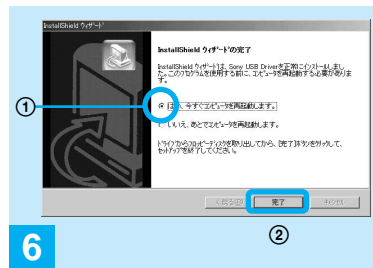 InstallShield ウィザード
InstallShield ウィザードの完了
InstallShield ウィザードは、Sony USB Driverを正常にインストールしまし
た。このプログラムを使用する前に、コンピュータを再起動する必要がありま
す。
①
はい、今すぐコンピュータを再起動します。
いいえ、あとでコンピュータを再起動します。
ドライブからフロッピーディスクを取り出してから、[完了]ボタンをクリックして、
セットアップを終了してください。
< 戻る(B)
完了
キャンセル
②
6